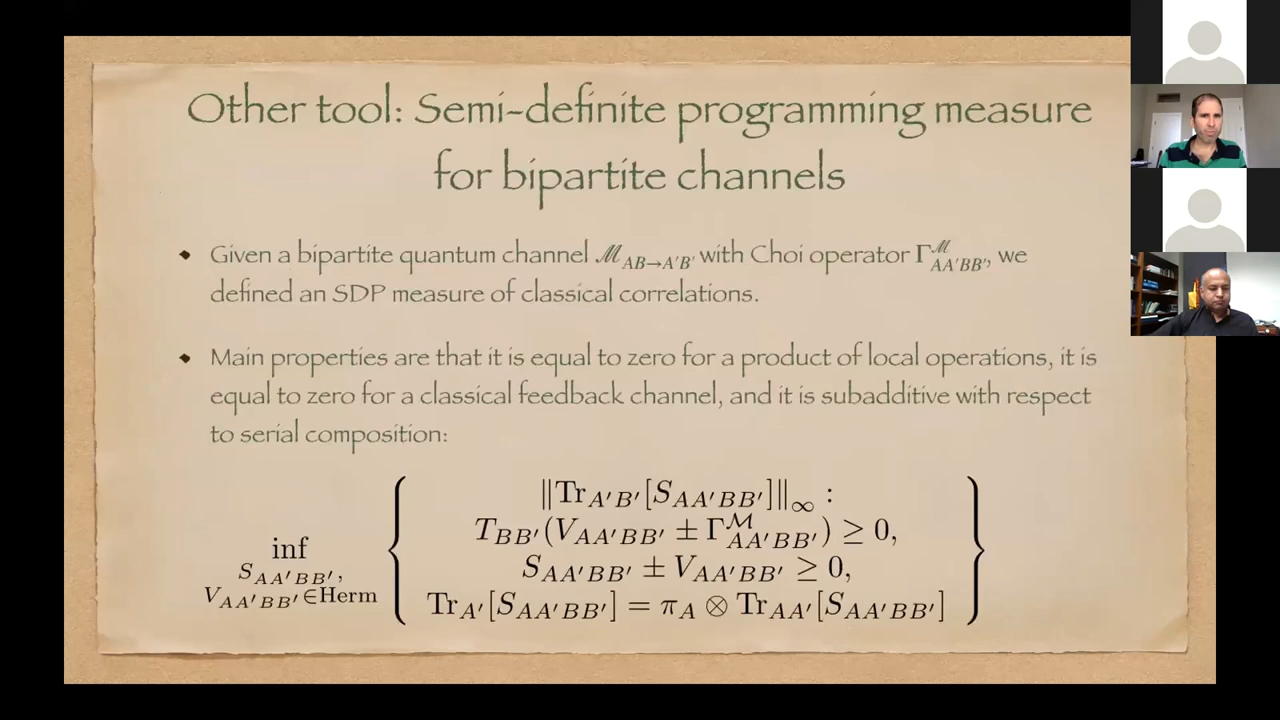 Other tool: Semi-definite programming measure
for bipartite channels
Given a bipartite quantum channel ℳ_{AB→A′B′} with Choi operator Γ^ℳ_{AA′BB′}, we
defined an SDP measure of classical correlations.
Main properties are that it is equal to zero for a product of local operations, it is
equal to zero for a classical feedback channel, and it is subadditive with respect
to serial composition:
inf_{S_{AA′BB′}, V_{AA′BB′}∈Herm} {
‖Tr_{A′B′}[S_{AA′BB′}]‖_∞ :
T_{BB′}(V_{AA′BB′} ± Γ^ℳ_{AA′BB′}) ≥ 0,
S_{AA′BB′} ± V_{AA′BB′} ≥ 0,
Tr_{A′}[S_{AA′BB′}] = π_A ⊗ Tr_{AA′}[S_{AA′BB′}] }